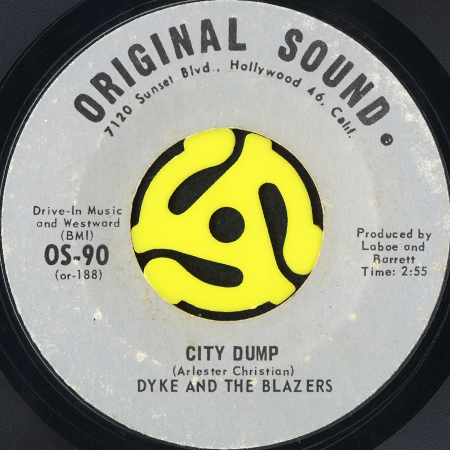 ORIGINAL SOUND®
7120 Sunset Blvd., Hollywood 46, Calif.
Drive-In Music
and Westward
(BMI)
OS-90
(or-188)
Produced by
Laboe and
Barrett
Time: 2:55
CITY DUMP
(Arlester Christian)
DYKE AND THE BLAZERS